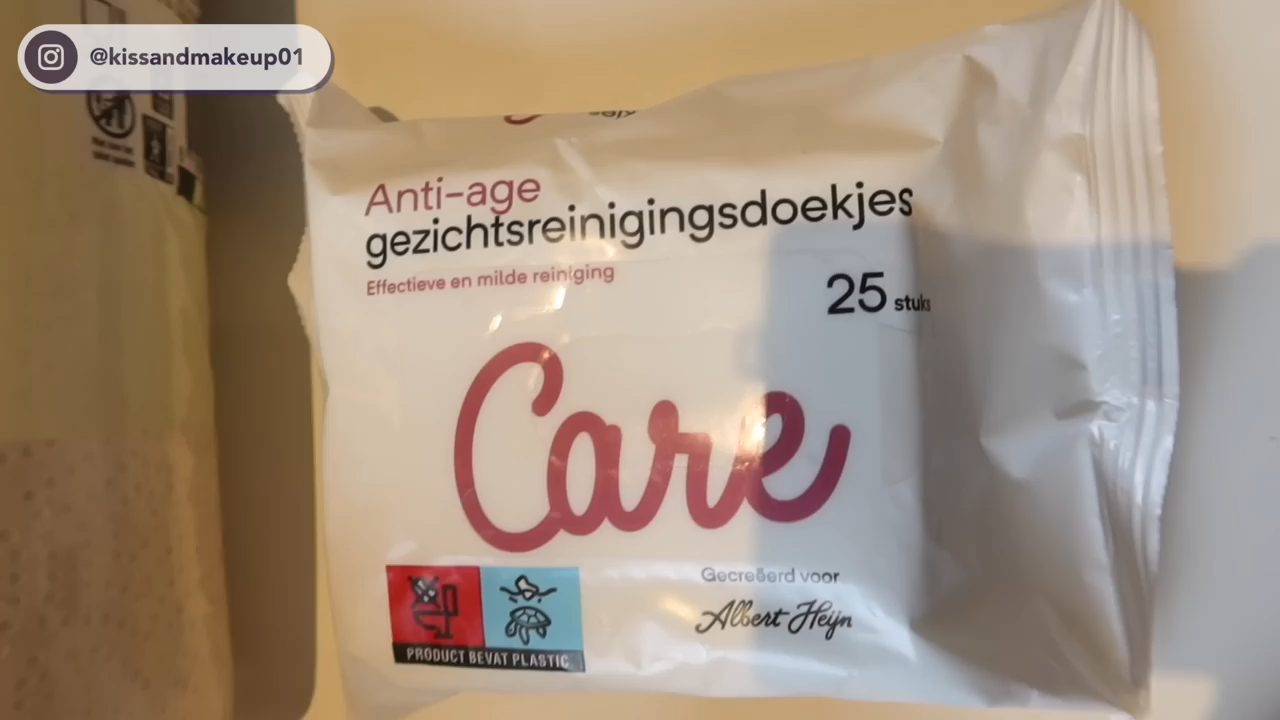 @kissandmakeup01
Anti-age
gezichtsreinigingsdoekjes
Effectieve en milde reiniging
25 stuks
Care
Gecreëerd voor
Albert Heijn
PRODUCT BEVAT PLASTIC